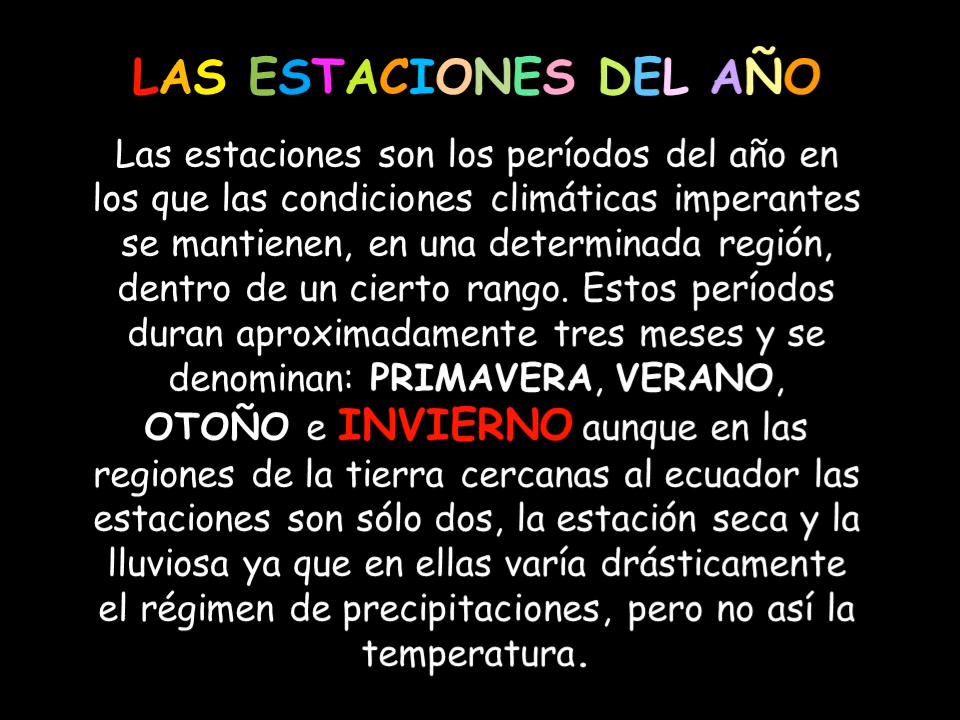 LAS ESTACIONES DEL AÑO
Las estaciones son los períodos del año en
los que las condiciones climáticas imperantes
se mantienen, en una determinada región,
dentro de un cierto rango. Estos períodos
duran aproximadamente tres meses y se
denominan: PRIMAVERA, VERANO,
OTOÑO e INVIERNO aunque en las
regiones de la tierra cercanas al ecuador las
estaciones son sólo dos, la estación seca y la
lluviosa ya que en ellas varía drásticamente
el régimen de precipitaciones, pero no así la
temperatura.